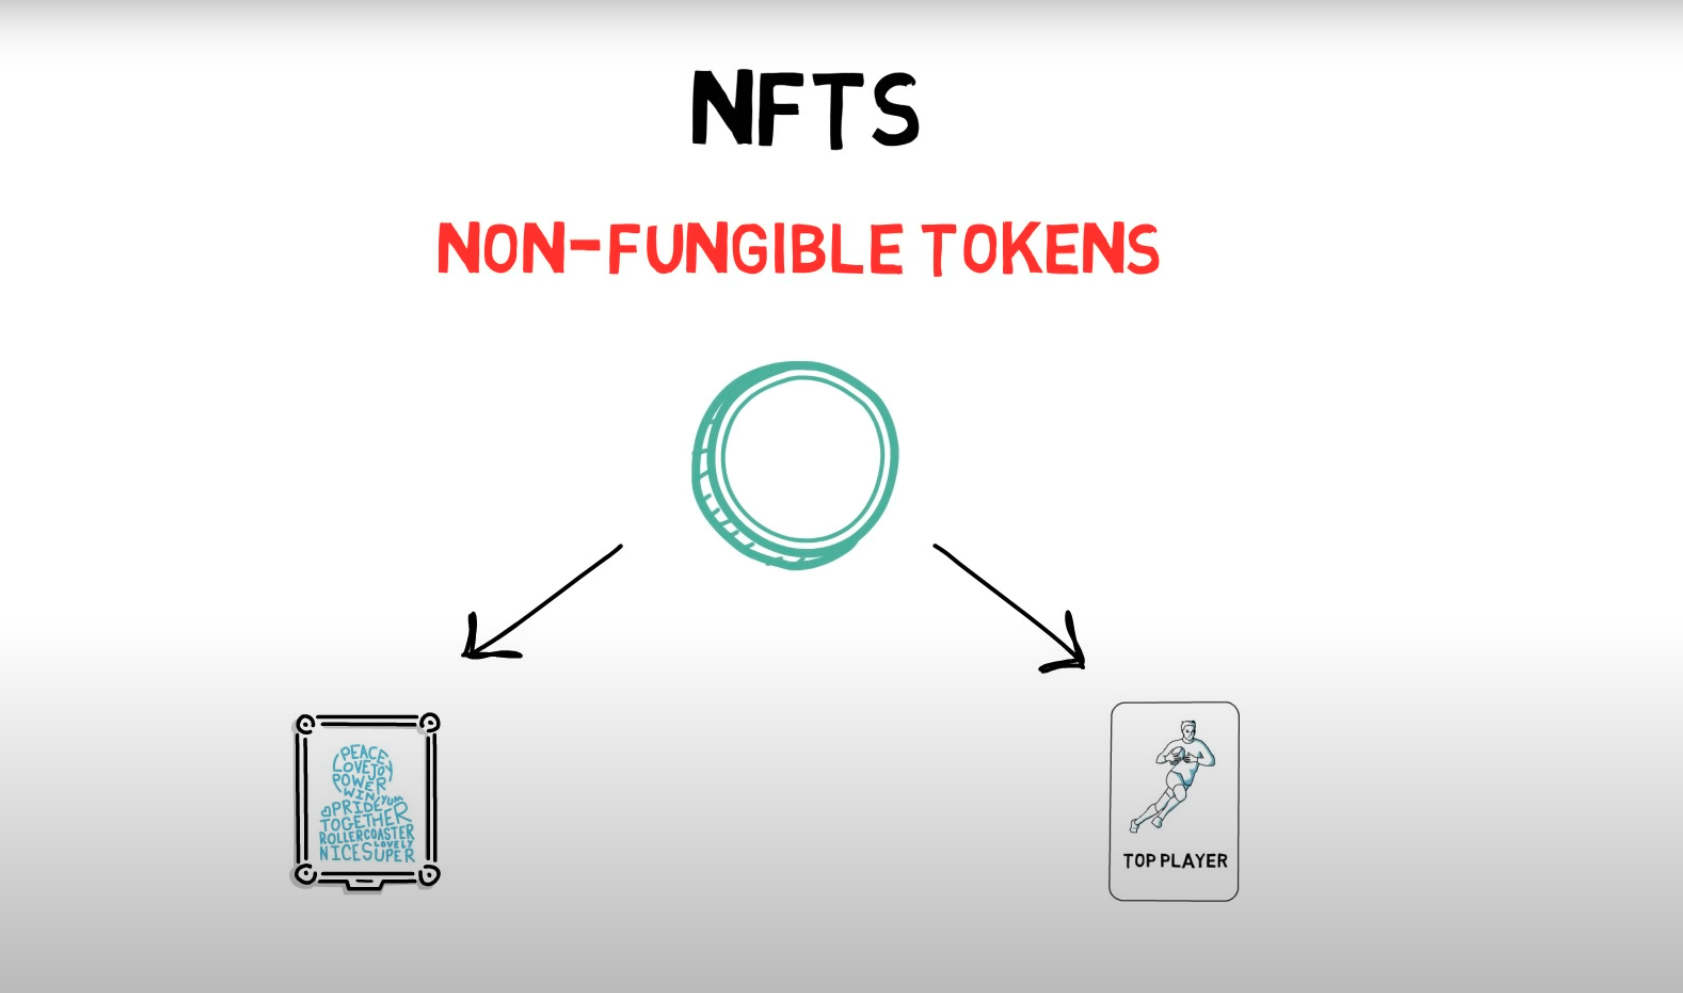 NFTS
NON-FUNGIBLE TOKENS
PEACE
LOVE JOY
POWER
WIN YUM
PRIDE
TOGETHER
ROLLERCOASTER
LOVELY
NICE SUPER
TOP PLAYER